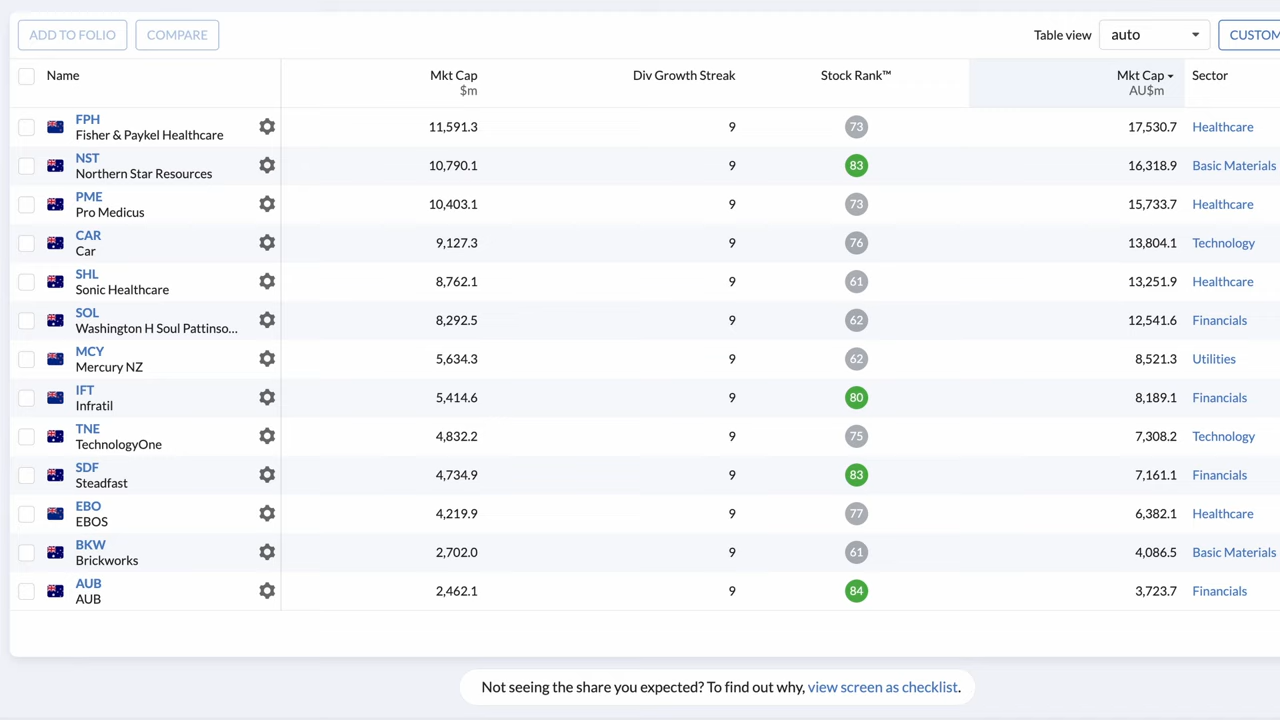 ADD TO FOLIO COMPARE Table view auto CUSTOM
Name Mkt Cap Div Growth Streak Stock Rank™ Mkt Cap Sector
$m AU$m
FPH
Fisher & Paykel Healthcare 11,591.3 9 73 17,530.7 Healthcare
NST
Northern Star Resources 10,790.1 9 83 16,318.9 Basic Materials
PME
Pro Medicus 10,403.1 9 73 15,733.7 Healthcare
CAR
Car 9,127.3 9 76 13,804.1 Technology
SHL
Sonic Healthcare 8,762.1 9 61 13,251.9 Healthcare
SOL
Washington H Soul Pattinso... 8,292.5 9 62 12,541.6 Financials
MCY
Mercury NZ 5,634.3 9 62 8,521.3 Utilities
IFT
Infratil 5,414.6 9 80 8,189.1 Financials
TNE
TechnologyOne 4,832.2 9 75 7,308.2 Technology
SDF
Steadfast 4,734.9 9 83 7,161.1 Financials
EBO
EBOS 4,219.9 9 77 6,382.1 Healthcare
BKW
Brickworks 2,702.0 9 61 4,086.5 Basic Materials
AUB
AUB 2,462.1 9 84 3,723.7 Financials
Not seeing the share you expected? To find out why, view screen as checklist.